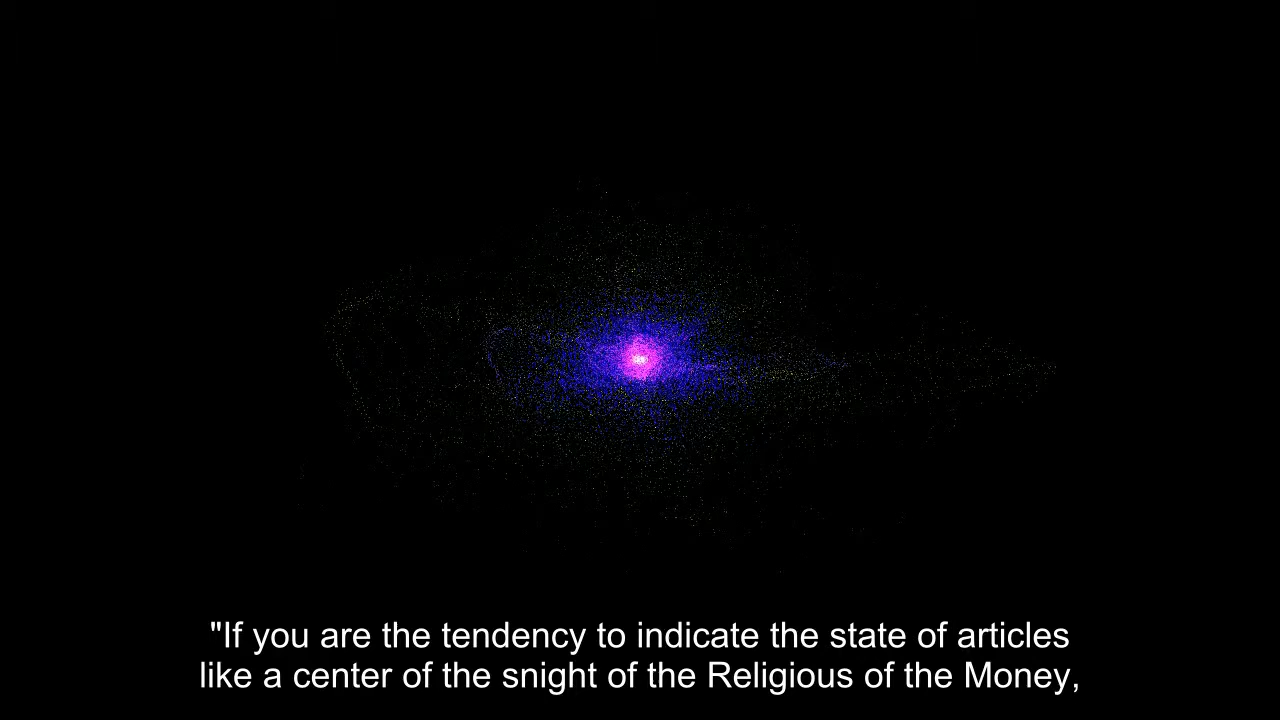 "If you are the tendency to indicate the state of articles
like a center of the snight of the Religious of the Money,